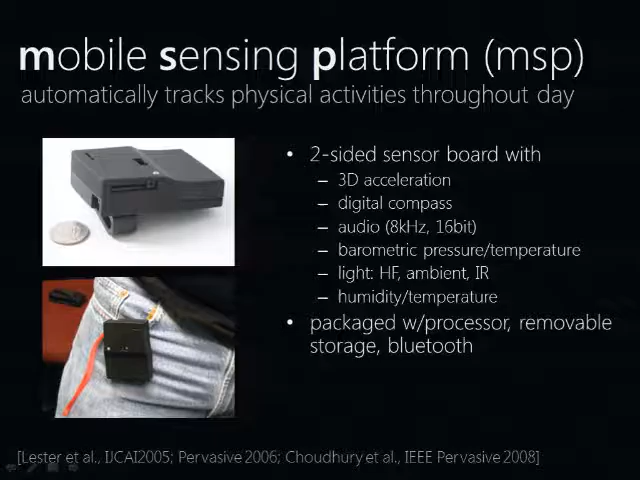 mobile sensing platform (msp)
automatically tracks physical activities throughout day
• 2-sided sensor board with
– 3D acceleration
– digital compass
– audio (8kHz, 16bit)
– barometric pressure/temperature
– light: HF, ambient, IR
– humidity/temperature
• packaged w/processor, removable
storage, bluetooth
[Lester et al., IJCAI2005; Pervasive 2006; Choudhury et al., IEEE Pervasive 2008]